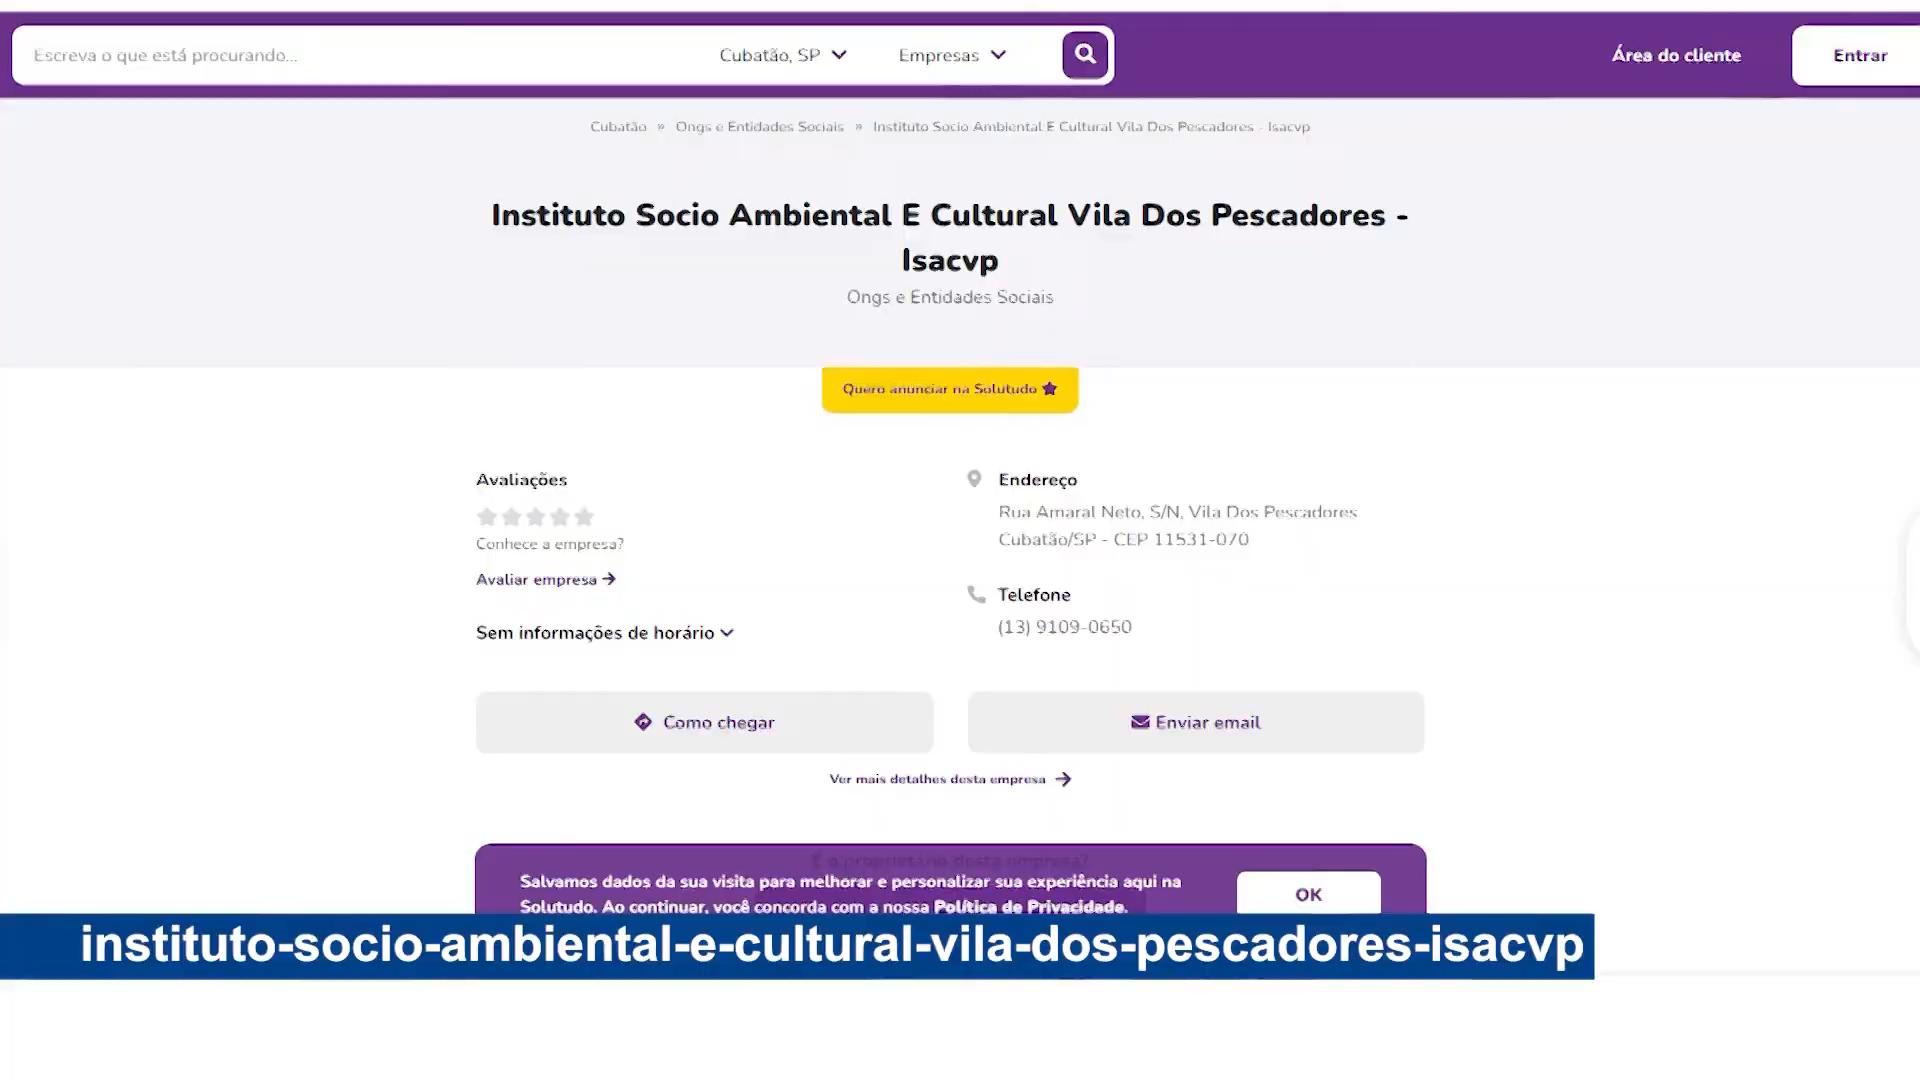 Escreva o que está procurando...
Cubatão, SP
Empresas
Área do cliente
Entrar
Cubatão » Ongs e Entidades Sociais » Instituto Socio Ambiental E Cultural Vila Dos Pescadores - Isacvp
Instituto Socio Ambiental E Cultural Vila Dos Pescadores -
Isacvp
Ongs e Entidades Sociais
Quero anunciar na Solutudo
Avaliações
Conhece a empresa?
Avaliar empresa
Sem informações de horário
Endereço
Rua Amaral Neto, S/N, Vila Dos Pescadores
Cubatão/SP - CEP 11531-070
Telefone
(13) 9109-0650
Como chegar
Enviar email
Ver mais detalhes desta empresa
É o proprietário desta empresa?
Salvamos dados da sua visita para melhorar e personalizar sua experiência aqui na
Solutudo. Ao continuar, você concorda com a nossa Política de Privacidade.
OK
instituto-socio-ambiental-e-cultural-vila-dos-pescadores-isacvp